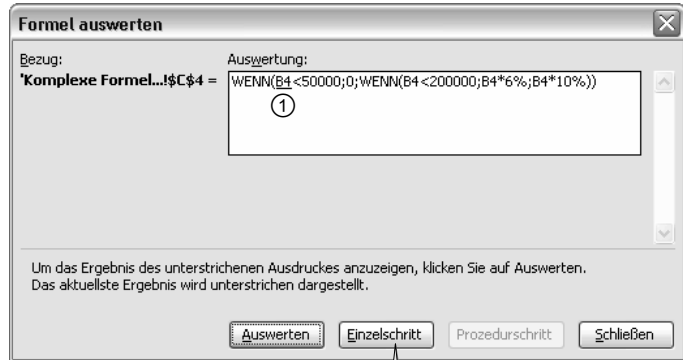 Formel auswerten
Bezug:
Auswertung:
'Komplexe Formel...!$C$4 =
WENN(B4<50000;0;WENN(B4<200000;B4*6%;B4*10%))
①
Um das Ergebnis des unterstrichenen Ausdruckes anzuzeigen, klicken Sie auf Auswerten.
Das aktuellste Ergebnis wird unterstrichen dargestellt.
Auswerten Einzelschritt Prozedurschritt Schließen